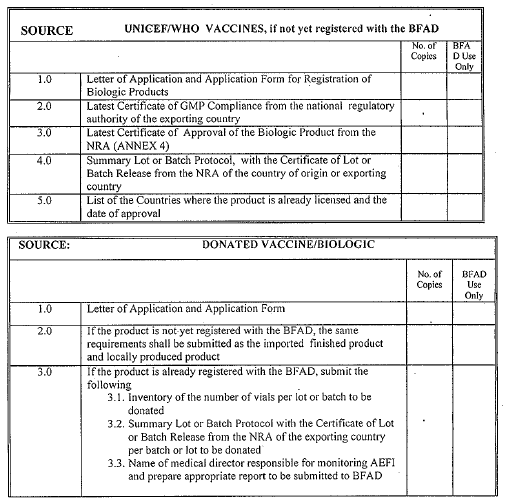 SOURCE UNICEF/WHO VACCINES, if not yet registered with the BFAD
No. of Copies BFA D Use Only
1.0 Letter of Application and Application Form for Registration of
Biologic Products
2.0 Latest Certificate of GMP Compliance from the national regulatory
authority of the exporting country
3.0 Latest Certificate of Approval of the Biologic Product from the
NRA (ANNEX 4)
4.0 Summary Lot or Batch Protocol, with the Certificate of Lot or
Batch Release from the NRA of the country of origin or exporting
country
5.0 List of the Countries where the product is already licensed and the
date of approval
SOURCE: DONATED VACCINE/BIOLOGIC
No. of Copies BFAD Use Only
1.0 Letter of Application and Application Form
2.0 If the product is not yet registered with the BFAD, the same
requirements shall be submitted as the imported finished product
and locally produced product
3.0 If the product is already registered with the BFAD, submit the
following
3.1. Inventory of the number of vials per lot or batch to be
donated
3.2. Summary Lot or Batch Protocol with the Certificate of Lot
or Batch Release from the NRA of the exporting country
per batch or lot to be donated
3.3. Name of medical director responsible for monitoring AEFI
and prepare appropriate report to be submitted to BFAD